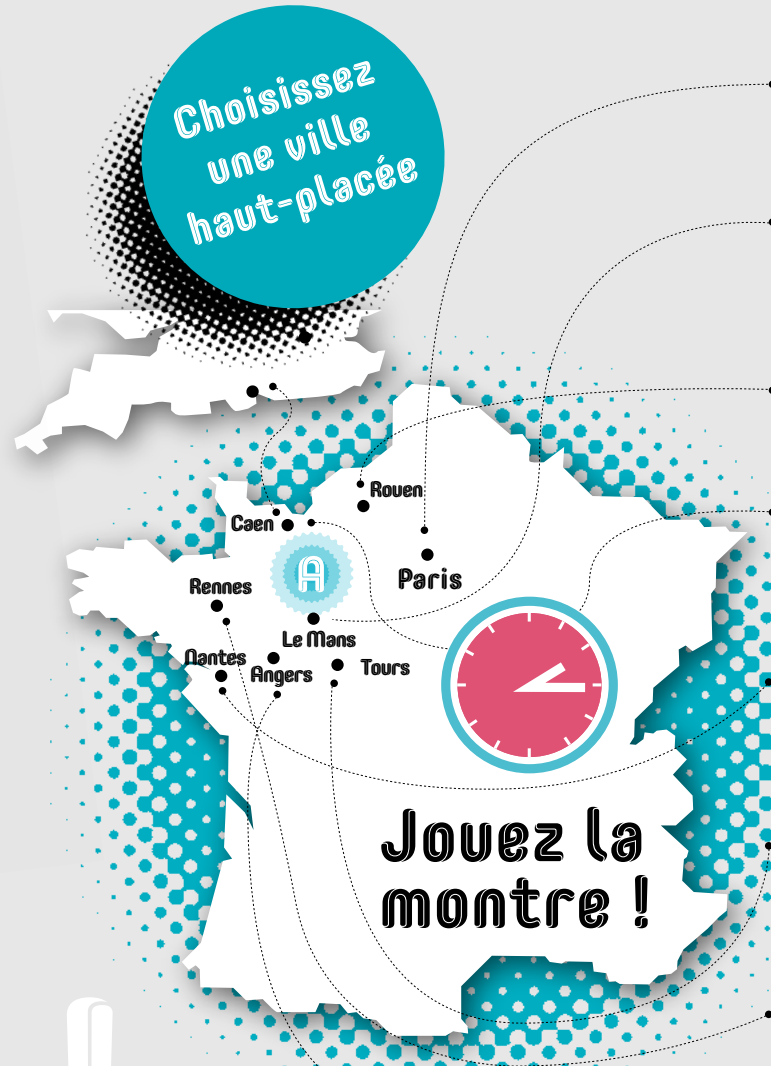 Choisissez
une ville
haut-placée
Rouen
Caen
Paris
A
Rennes
Le Mans
Nantes
Angers
Tours
Jouez la
montre !